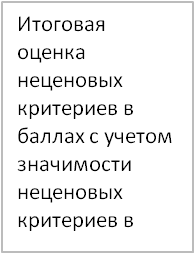 Итоговая
оценка
неценовых
критериев в
баллах с учетом
значимости
неценовых
критериев в